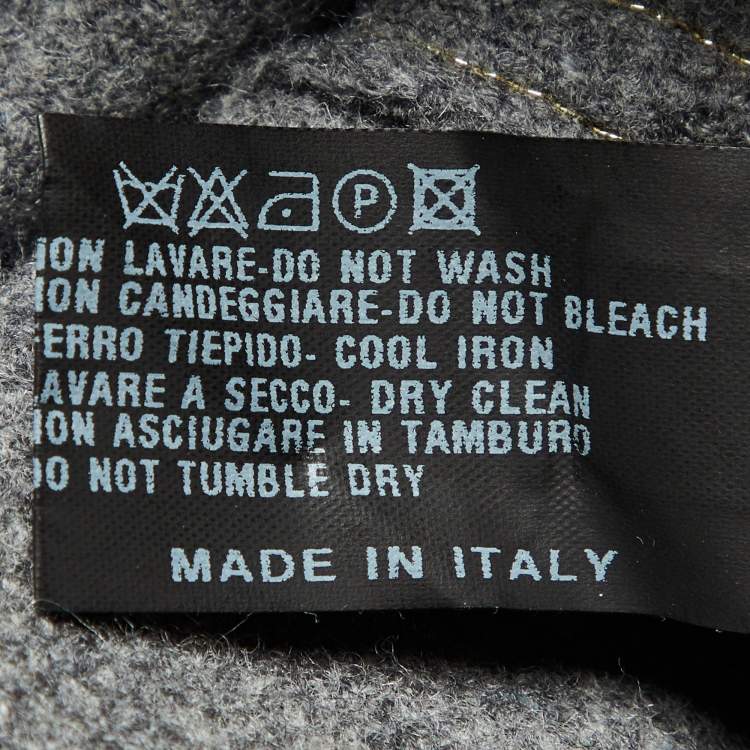 P
ION LAVARE-DO NOT WASH
ION CANDEGGIARE-DO NOT BLEACH
ERRO TIEPIDO- COOL IRON
AVARE A SECCO- DRY CLEAN
ION ASCIUGARE IN TAMBURO
DO NOT TUMBLE DRY
MADE IN ITALY